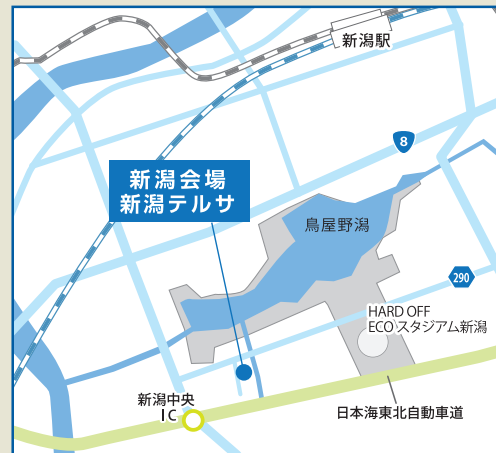 新潟駅
8
新潟会場
新潟テルサ
鳥屋野潟
290
HARD OFF
ECOスタジアム新潟
新潟中央
IC
日本海東北自動車道